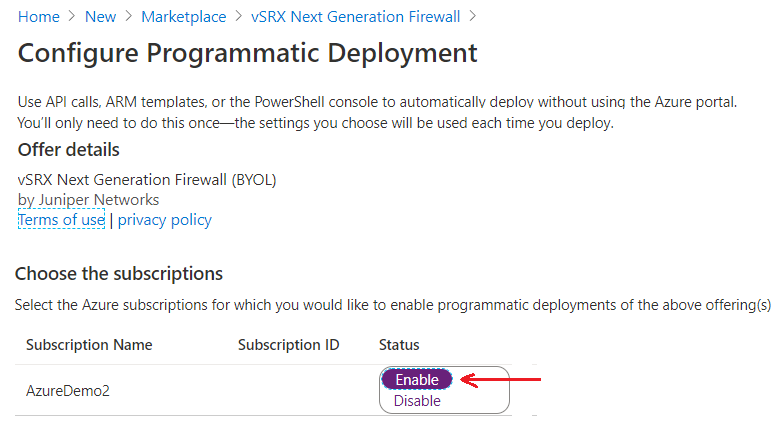 Home > New > Marketplace > vSRX Next Generation Firewall >
Configure Programmatic Deployment
Use API calls, ARM templates, or the PowerShell console to automatically deploy without using the Azure portal.
You'll only need to do this once—the settings you choose will be used each time you deploy.
Offer details
vSRX Next Generation Firewall (BYOL)
by Juniper Networks
Terms of use | privacy policy
Choose the subscriptions
Select the Azure subscriptions for which you would like to enable programmatic deployments of the above offering(s)
Subscription Name Subscription ID Status
Enable
AzureDemo2
Disable